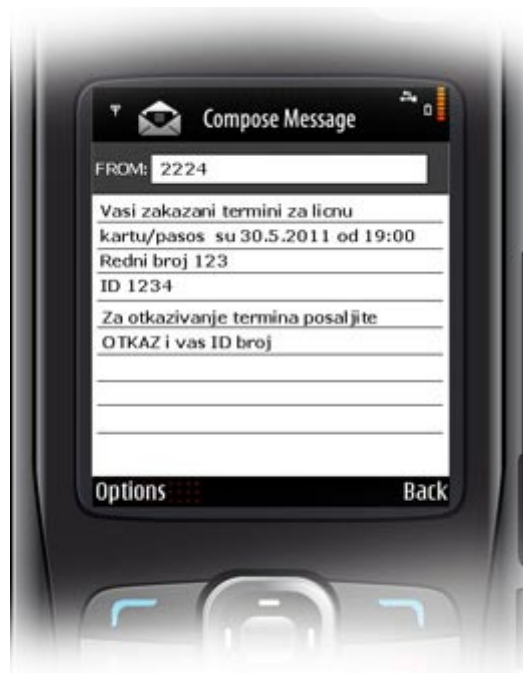 Compose Message
FROM: 2224
Vasi zakazani termini za licnu
kartu/pasos su 30.5.2011 od 19:00
Redni broj 123
ID 1234
Za otkazivanje termina posaljite
OTKAZ i vas ID broj
Options
Back